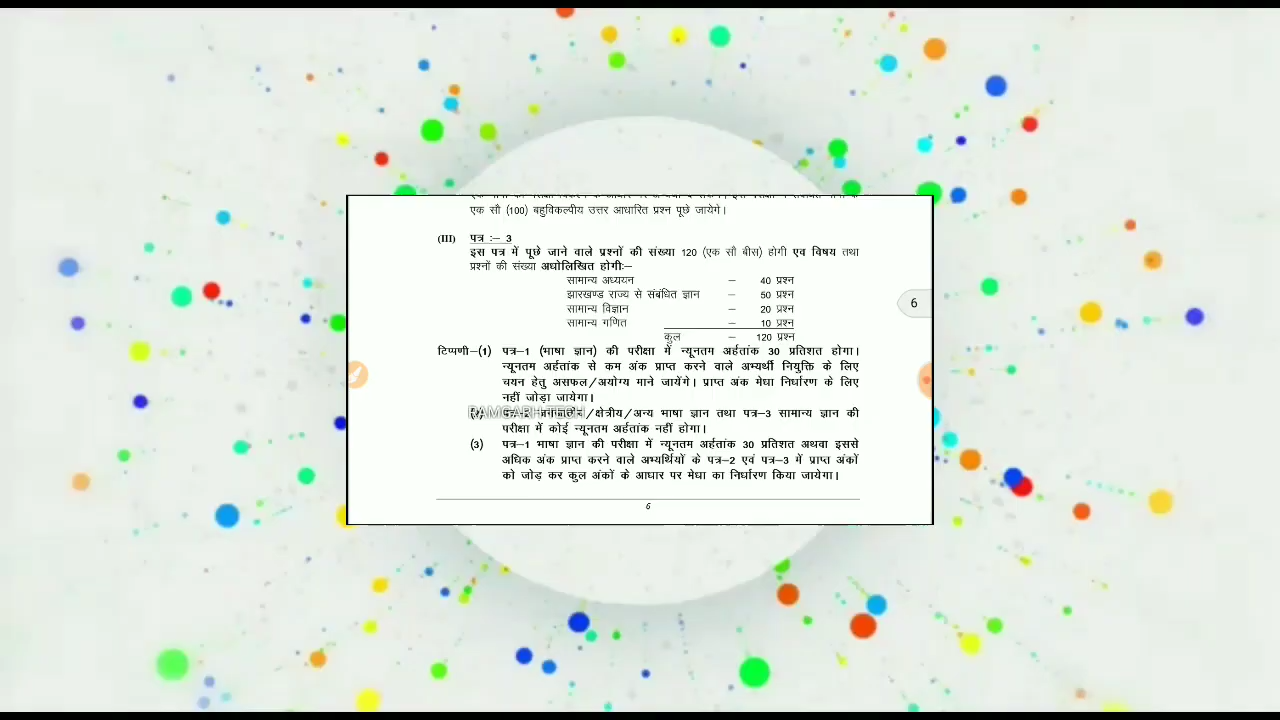 एक सौ (100) बहुविकल्पीय उत्तर आधारित प्रश्न पूछे जायेगे।
(III) पत्र :– 3
इस पत्र में पूछे जाने वाले प्रश्नों की संख्या 120 (एक सौ बीस) होगी एव विषय तथा
प्रश्नों की संख्या अधोलिखित होगी:–
सामान्य अध्ययन – 40 प्रश्न
झारखण्ड राज्य से संबंधित ज्ञान – 50 प्रश्न
सामान्य विज्ञान – 20 प्रश्न
सामान्य गणित – 10 प्रश्न
कुल – 120 प्रश्न
6
टिप्पणी–(1) पत्र–1 (भाषा ज्ञान) की परीक्षा में न्यूनतम अर्हतांक 30 प्रतिशत होगा।
न्यूनतम अर्हतांक से कम अंक प्राप्त करने वाले अभ्यर्थी नियुक्ति के लिए
चयन हेतु असफल/अयोग्य माने जायेंगे। प्राप्त अंक मेधा निर्धारण के लिए
नहीं जोड़ा जायेगा।
RAMGARH TECH
/क्षेत्रीय/अन्य भाषा ज्ञान तथा पत्र–3 सामान्य ज्ञान की
परीक्षा में कोई न्यूनतम अर्हतांक नहीं होगा।
(3) पत्र–1 भाषा ज्ञान की परीक्षा में न्यूनतम अर्हतांक 30 प्रतिशत अथवा इससे
अधिक अंक प्राप्त करने वाले अभ्यर्थियों के पत्र–2 एवं पत्र–3 में प्राप्त अंकों
को जोड़ कर कुल अंकों के आधार पर मेधा का निर्धारण किया जायेगा।
6